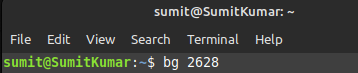 sumit@SumitKumar: ~
File Edit View Search Terminal Help
sumit@SumitKumar:~$ bg 2628